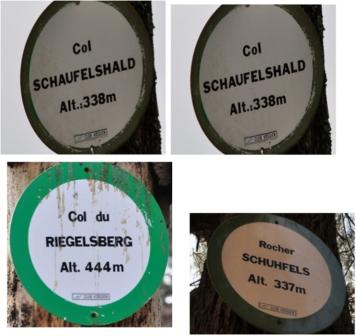 Col
SCHAUFELSHALD
Alt.:338m
Col
SCHAUFELSHALD
Alt.:338m
Col du
RIEGELSBERG
Alt. 444m
Rocher
SCHUHFELS
Alt. 337m